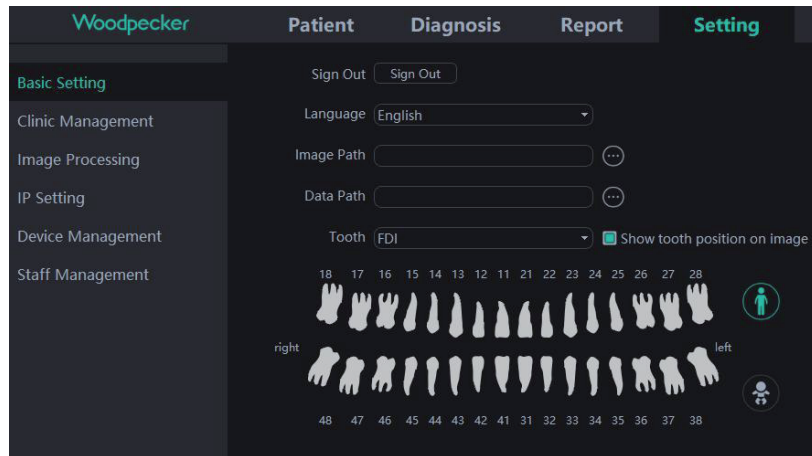 Woodpecker Patient Diagnosis Report Setting
Basic Setting
Clinic Management
Image Processing
IP Setting
Device Management
Staff Management
Sign Out Sign Out
Language English
Image Path
Data Path
Tooth FDI Show tooth position on image
18 17 16 15 14 13 12 11 21 22 23 24 25 26 27 28
right left
48 47 46 45 44 43 42 41 31 32 33 34 35 36 37 38